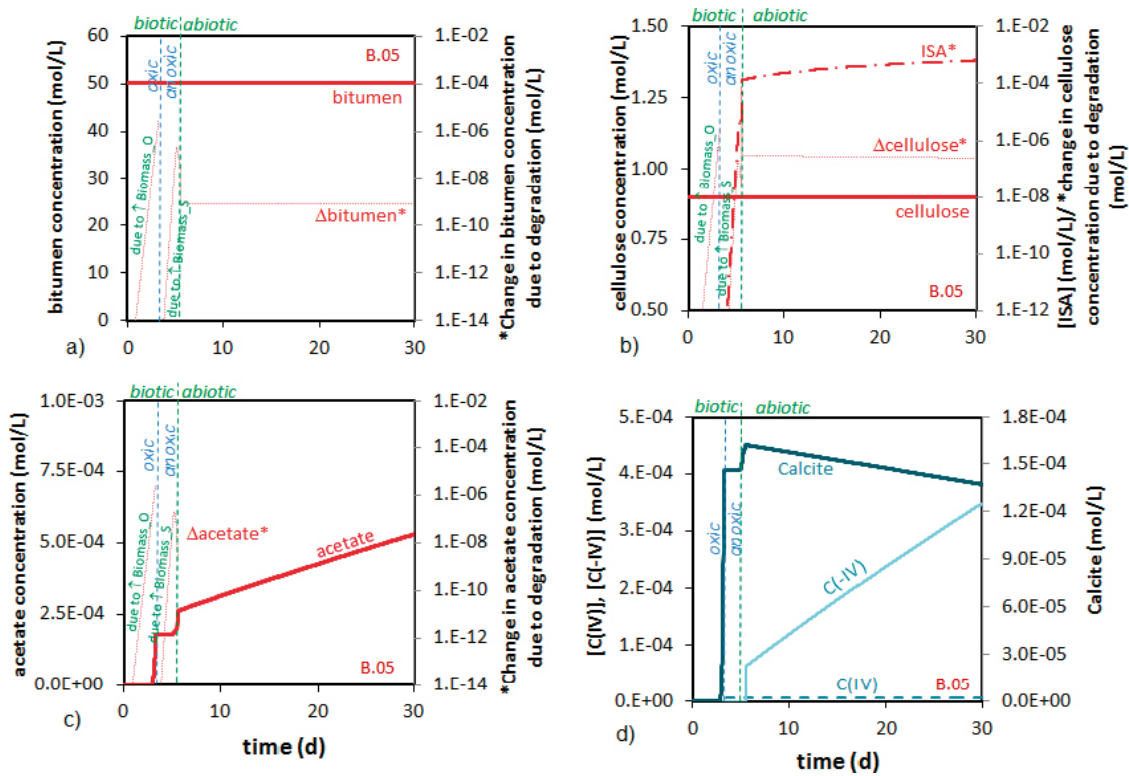 biotic abiotic
60
50
40
30
20
10
0
bitumen concentration (mol/L)
oxic
anoxic
B.05
bitumen
due to ↑ Biomass_O
due to ↑ Biomass_S
Δbitumen*
1.E-02
1.E-04
1.E-06
1.E-08
1.E-10
1.E-12
1.E-14
*Change in bitumen concentration
due to degradation (mol/L)
0 10 20 30
a)
biotic abiotic
1.50
1.25
1.00
0.75
0.50
cellulose concentration (mol/L)
oxic
anoxic
ISA*
due to ↑ Biomass_O
due to ↑ Biomass_S
Δcellulose*
cellulose
B.05
1.E-02
1.E-04
1.E-06
1.E-08
1.E-10
1.E-12
[ISA] (mol/L)/ *change in cellulose
concentration due to degradation
(mol/L)
0 10 20 30
b)
biotic abiotic
1.0E-03
7.5E-04
5.0E-04
2.5E-04
0.0E+00
acetate concentration (mol/L)
oxic
anoxic
due to ↑ Biomass_O
due to ↑ Biomass_S
Δacetate*
acetate
B.05
1.E-02
1.E-04
1.E-06
1.E-08
1.E-10
1.E-12
1.E-14
*Change in acetate concentration
due to degradation (mol/L)
0 10 20 30
c)
time (d)
biotic abiotic
5.E-04
4.E-04
3.E-04
2.E-04
1.E-04
0.E+00
[C(IV)], [C(-IV)] (mol/L)
oxic
anoxic
Calcite
C(-IV)
C(IV)
B.05
1.8E-04
1.5E-04
1.2E-04
9.0E-05
6.0E-05
3.0E-05
0.0E+00
Calcite (mol/L)
0 10 20 30
d)
time (d)